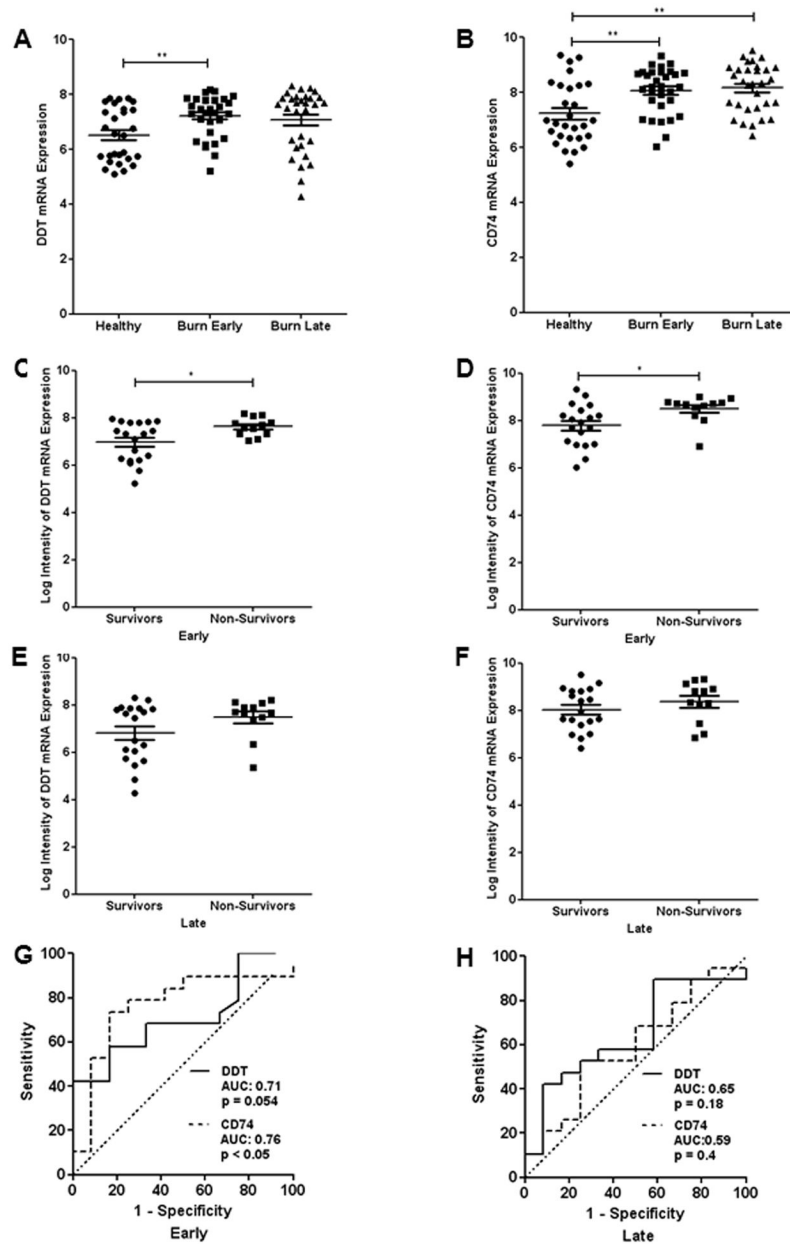 A
**
DDT mRNA Expression
10
8
6
4
2
0
Healthy
Burn Early
Burn Late
B
**
**
CD74 mRNA Expression
10
8
6
4
2
0
Healthy
Burn Early
Burn Late
C
*
Log Intensity of DDT mRNA Expression
10
8
6
4
2
0
Survivors
Non-Survivors
Early
D
*
Log Intensity of CD74 mRNA Expression
10
8
6
4
2
0
Survivors
Non-Survivors
Early
E
Log Intensity of DDT mRNA Expression
10
8
6
4
2
0
Survivors
Non-Survivors
Late
F
Log Intensity of CD74 mRNA Expression
10
8
6
4
2
0
Survivors
Non-Survivors
Late
G
Sensitivity
100
80
60
40
20
0
DDT
AUC: 0.71
p = 0.054
CD74
AUC: 0.76
p < 0.05
0
20
40
60
80
100
1 - Specificity
Early
H
Sensitivity
100
80
60
40
20
0
DDT
AUC: 0.65
p = 0.18
CD74
AUC:0.59
p = 0.4
0
20
40
60
80
100
1 - Specificity
Late